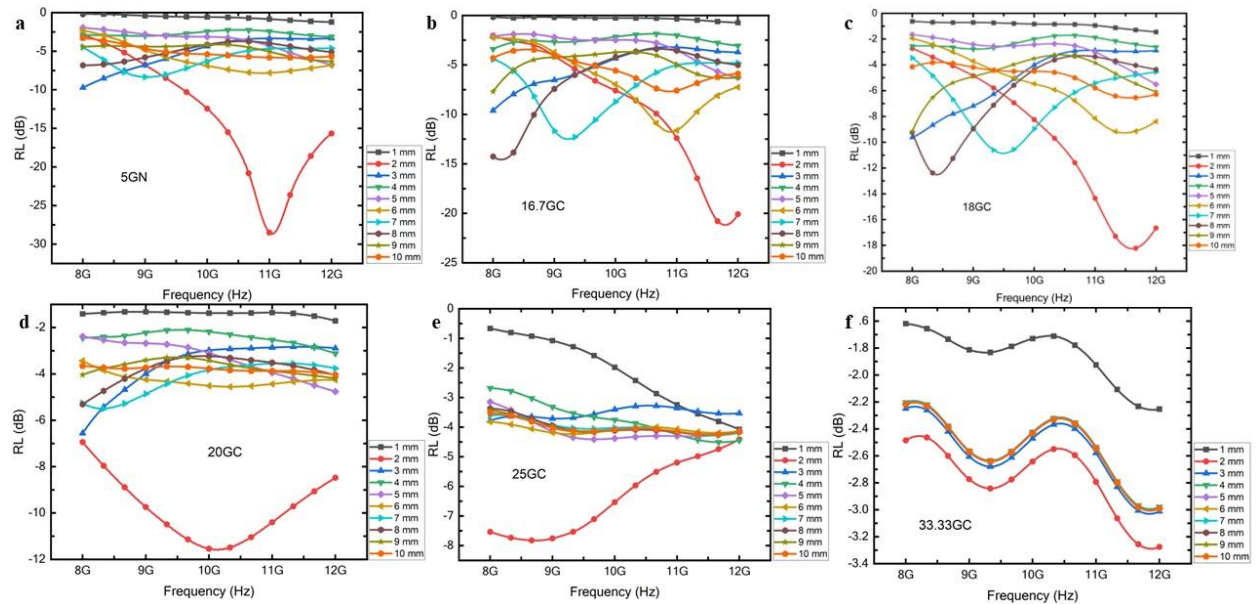 a
0
-5
-10
-15
-20
-25
-30
RL (dB)
5GN
8G 9G 10G 11G 12G
Frequency (Hz)
1 mm
2 mm
3 mm
4 mm
5 mm
6 mm
7 mm
8 mm
9 mm
10 mm
b
0
-5
-10
-15
-20
-25
RL (dB)
16.7GC
8G 9G 10G 11G 12G
Frequency (Hz)
1 mm
2 mm
3 mm
4 mm
5 mm
6 mm
7 mm
8 mm
9 mm
10 mm
c
0
-2
-4
-6
-8
-10
-12
-14
-16
-18
-20
RL (dB)
18GC
8G 9G 10G 11G 12G
Frequency (Hz)
1 mm
2 mm
3 mm
4 mm
5 mm
6 mm
7 mm
8 mm
9 mm
10 mm
d
-2
-4
-6
-8
-10
-12
RL (dB)
20GC
8G 9G 10G 11G 12G
Frequency (Hz)
1 mm
2 mm
3 mm
4 mm
5 mm
6 mm
7 mm
8 mm
9 mm
10 mm
e
0
-1
-2
-3
-4
-5
-6
-7
-8
RL (dB)
25GC
8G 9G 10G 11G 12G
Frequency (Hz)
1 mm
2 mm
3 mm
4 mm
5 mm
6 mm
7 mm
8 mm
9 mm
10 mm
f
-1.6
-1.8
-2.0
-2.2
-2.4
-2.6
-2.8
-3.0
-3.2
-3.4
RL (dB)
33.33GC
8G 9G 10G 11G 12G
Frequency (Hz)
1 mm
2 mm
3 mm
4 mm
5 mm
6 mm
7 mm
8 mm
9 mm
10 mm